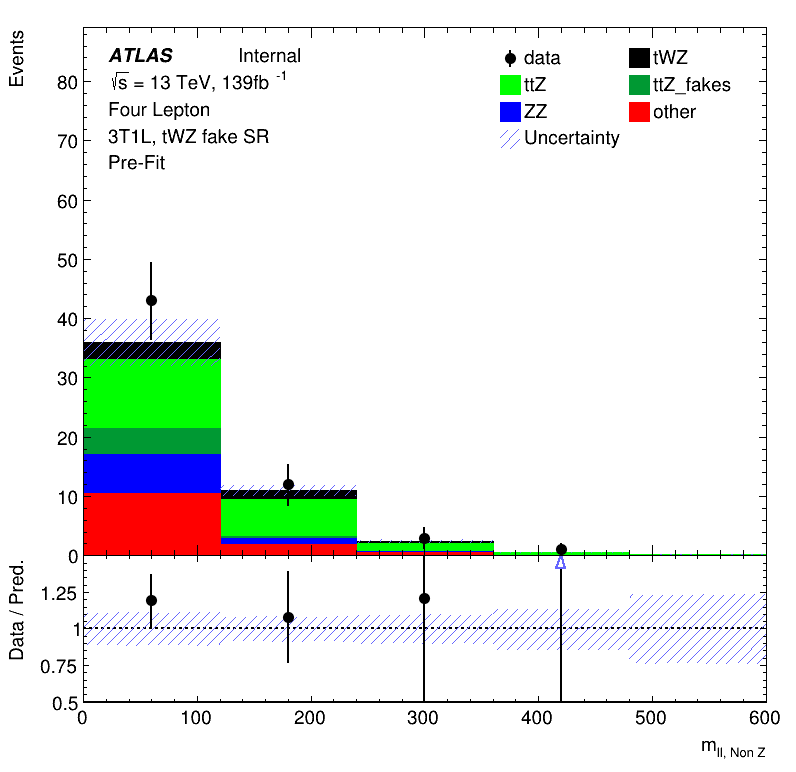 Events
ATLAS Internal
√s = 13 TeV, 139fb⁻¹
Four Lepton
3T1L, tWZ fake SR
Pre-Fit
data tWZ
ttZ ttZ_fakes
ZZ other
Uncertainty
80
70
60
50
40
30
20
10
0
Data / Pred.
1.25
1
0.75
0.5
0 100 200 300 400 500 600
m_ll, Non Z